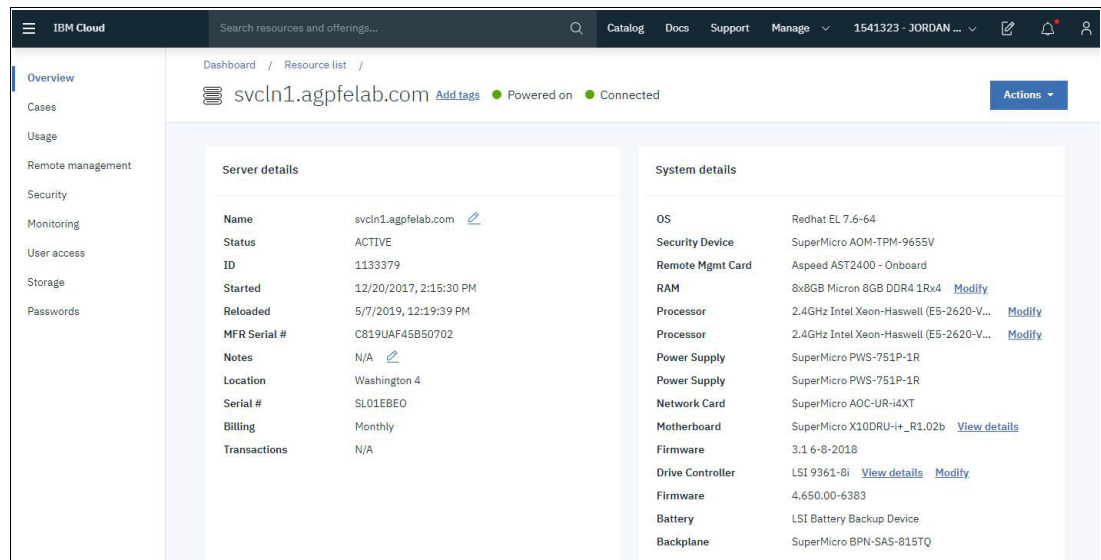 IBM Cloud Search resources and offerings... Catalog Docs Support Manage 1541323 - JORDAN ...
Overview
Cases
Usage
Remote management
Security
Monitoring
User access
Storage
Passwords
Dashboard / Resource list /
svcln1.agpfelab.com Add tags Powered on Connected Actions
Server details
Name svcln1.agpfelab.com
Status ACTIVE
ID 1133379
Started 12/20/2017, 2:15:30 PM
Reloaded 5/7/2019, 12:19:39 PM
MFR Serial # C819UAF45B50702
Notes N/A
Location Washington 4
Serial # SL01EBEO
Billing Monthly
Transactions N/A
System details
OS Redhat EL 7.6-64
Security Device SuperMicro AOM-TPM-9655V
Remote Mgmt Card Aspeed AST2400 - Onboard
RAM 8x8GB Micron 8GB DDR4 1Rx4 Modify
Processor 2.4GHz Intel Xeon-Haswell (E5-2620-V... Modify
Processor 2.4GHz Intel Xeon-Haswell (E5-2620-V... Modify
Power Supply SuperMicro PWS-751P-1R
Power Supply SuperMicro PWS-751P-1R
Network Card SuperMicro AOC-UR-i4XT
Motherboard SuperMicro X10DRU-i+_R1.02b View details
Firmware 3.1 6-8-2018
Drive Controller LSI 9361-8i View details Modify
Firmware 4.650.00-6383
Battery LSI Battery Backup Device
Backplane SuperMicro BPN-SAS-815TQ